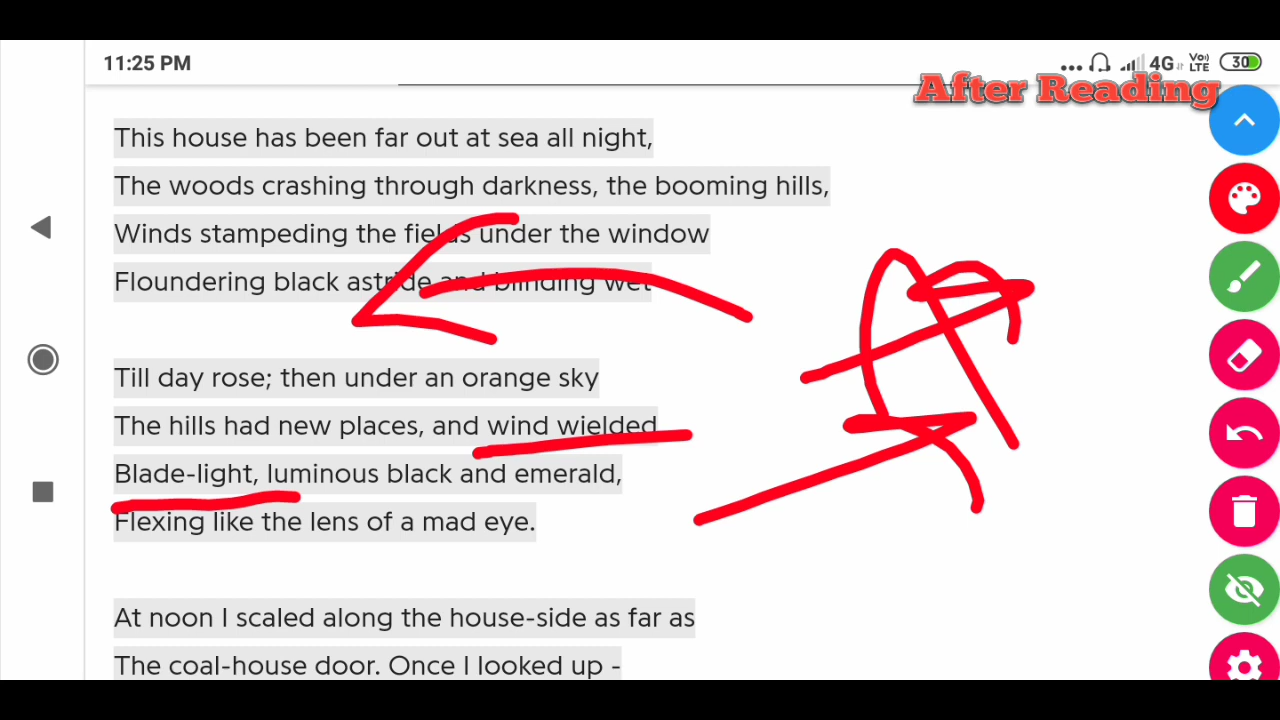 11:25 PM
4G
Vo) LTE
30
After Reading
This house has been far out at sea all night,
The woods crashing through darkness, the booming hills,
Winds stampeding the fields under the window
Floundering black astride and blinding wet
Till day rose; then under an orange sky
The hills had new places, and wind wielded
Blade-light, luminous black and emerald,
Flexing like the lens of a mad eye.
At noon I scaled along the house-side as far as
The coal-house door. Once I looked up -